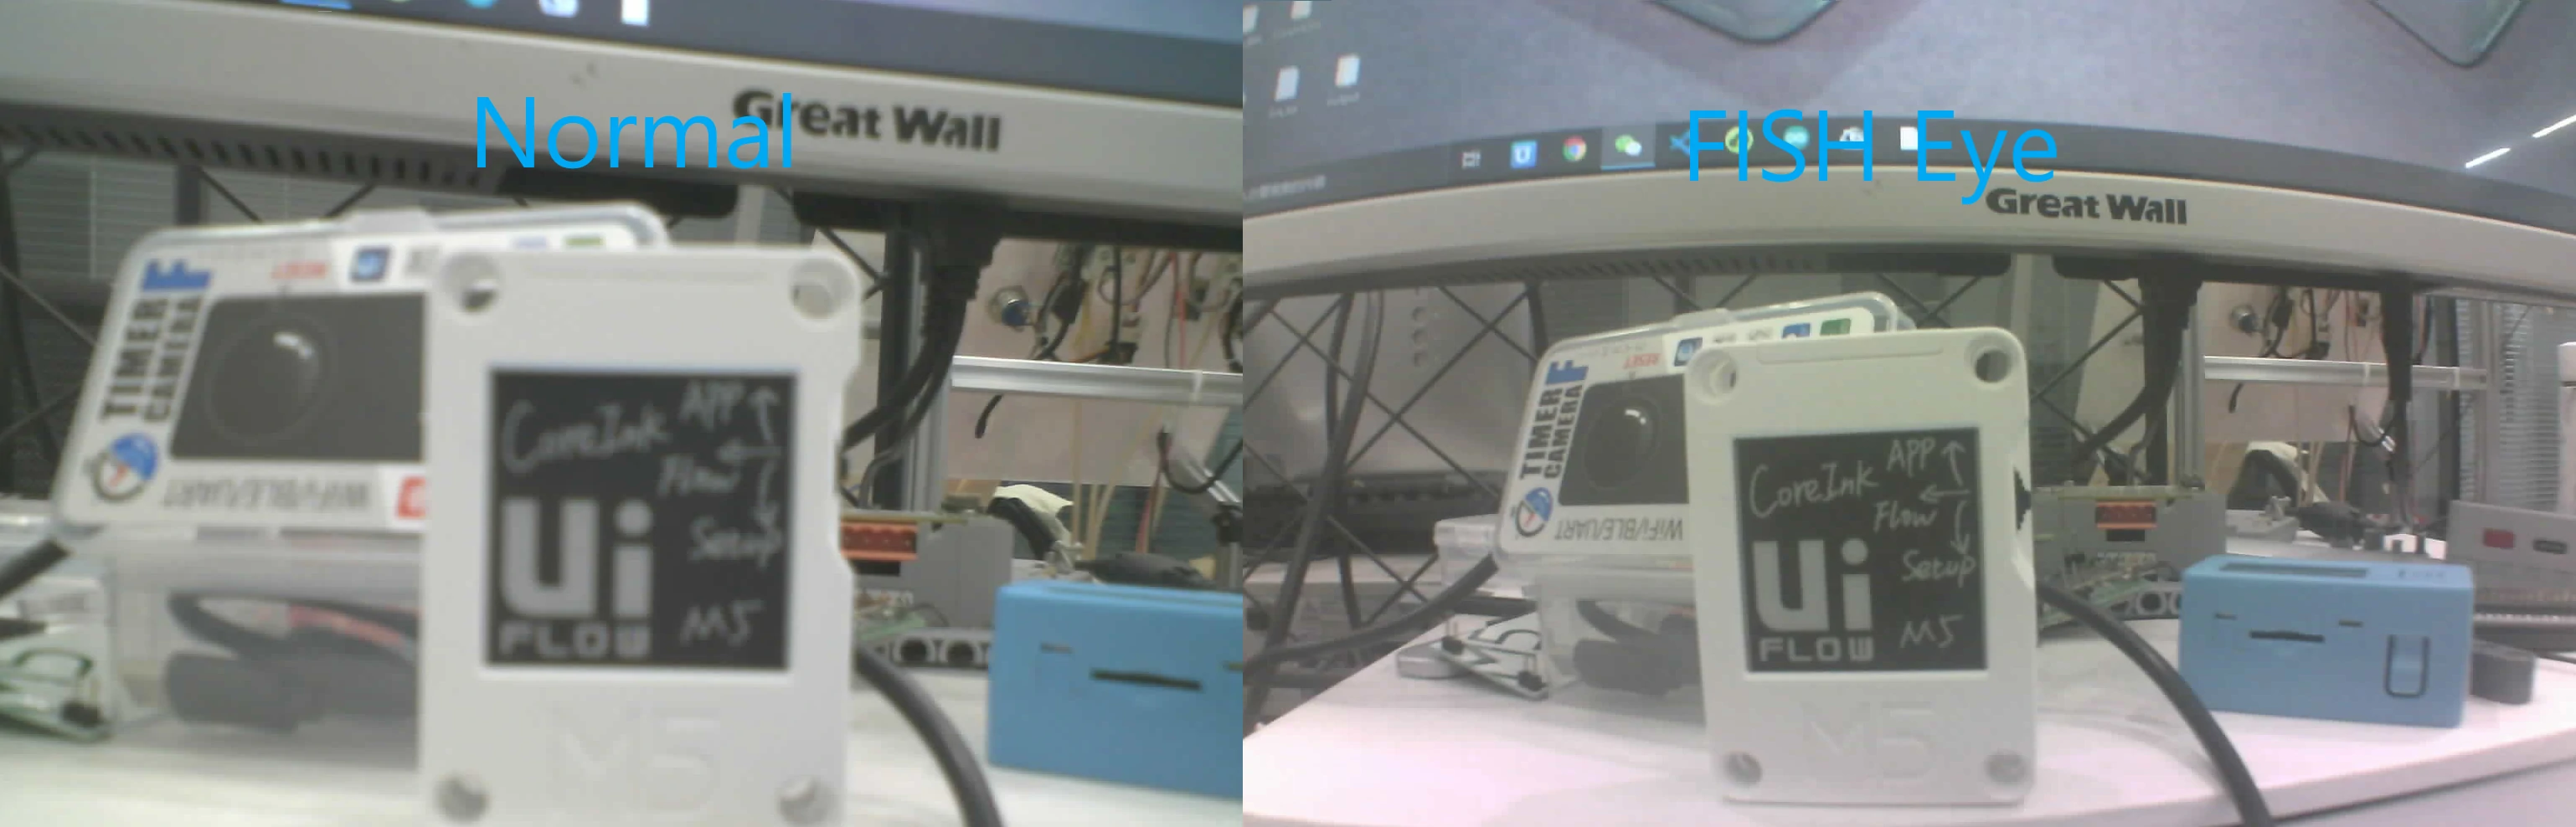 Normal
Great Wall
TIMER
CAMERA
F
WiFi/BLE/UART
CoreInk
APP
Flow
Setup
Ui
FLOW
M5
M5
FISH Eye
Great Wall
TIMER
CAMERA
F
RESET
WiFi/BLE/UART
CoreInk
APP
Flow
Setup
Ui
FLOW
M5
M5